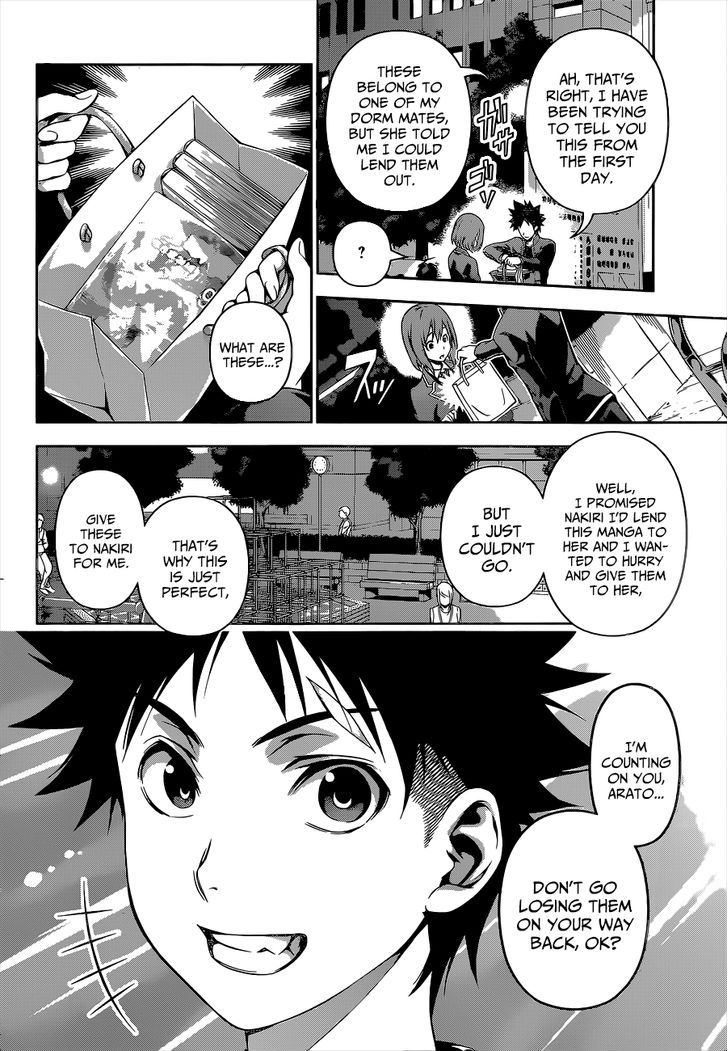 AH, THAT'S
RIGHT, I HAVE
BEEN TRYING
TO TELL YOU
THIS FROM
THE FIRST
DAY.
THESE
BELONG TO
ONE OF MY
DORM MATES,
BUT SHE TOLD
ME I COULD
LEND THEM
OUT.
ガサ
ゴソ
?
WHAT ARE
THESE...?
WELL,
I PROMISED
NAKIRI I'D LEND
THIS MANGA TO
HER AND I WAN-
TED TO HURRY
AND GIVE THEM
TO HER,
BUT
I JUST
COULDN'T
GO.
THAT'S
WHY THIS
IS JUST
PERFECT,
GIVE
THESE
TO NAKIRI
FOR ME.
I'M
COUNTING
ON YOU,
ARATO...
DON'T GO
LOSING THEM
ON YOUR WAY
BACK, OK?